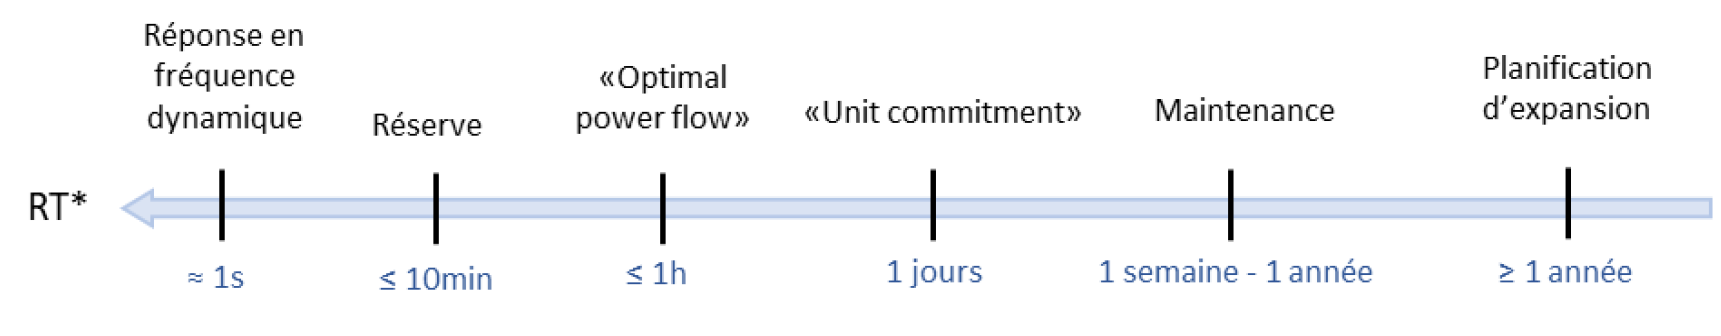 Réponse en
fréquence
dynamique
Réserve
«Optimal
power flow»
«Unit commitment»
Maintenance
Planification
d'expansion
RT*
≈ 1s
≤ 10min
≤ 1h
1 jours
1 semaine - 1 année
≥ 1 année